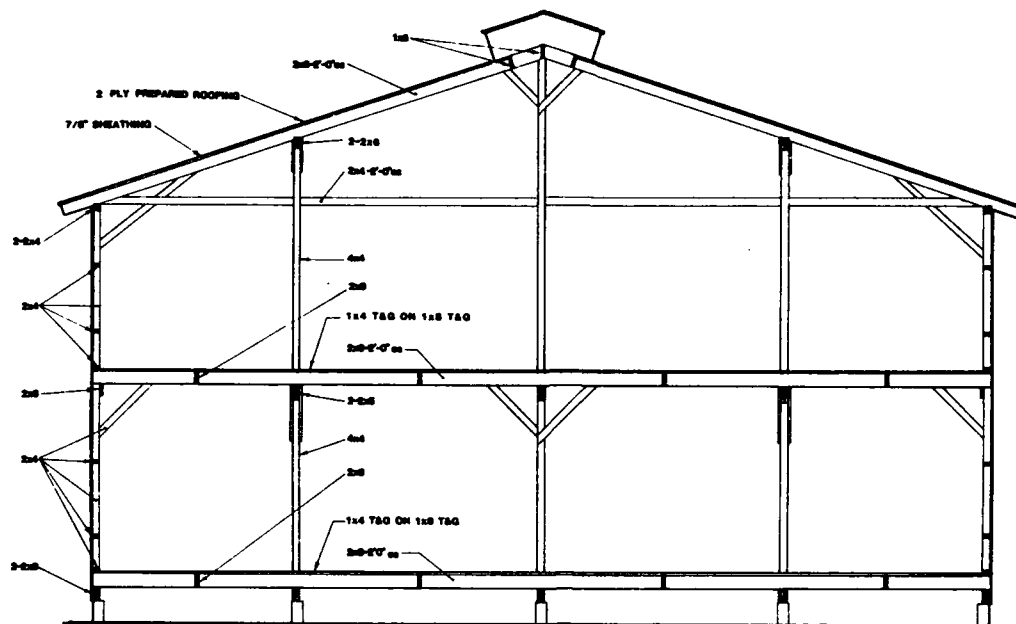 1x6
2x6-2'-0" oc
2 PLY PREPARED ROOFING
7/8" SHEATHING
2-2x6
2x4-2'-0" oc
2-2x4
4x4
2x8
2x4
1x4 T&G ON 1x8 T&G
2x8-2'-0" oc
2x6
2-2x8
4x4
2x4
2x8
1x4 T&G ON 1x8 T&G
2x8-2'0" oc
2-2x8